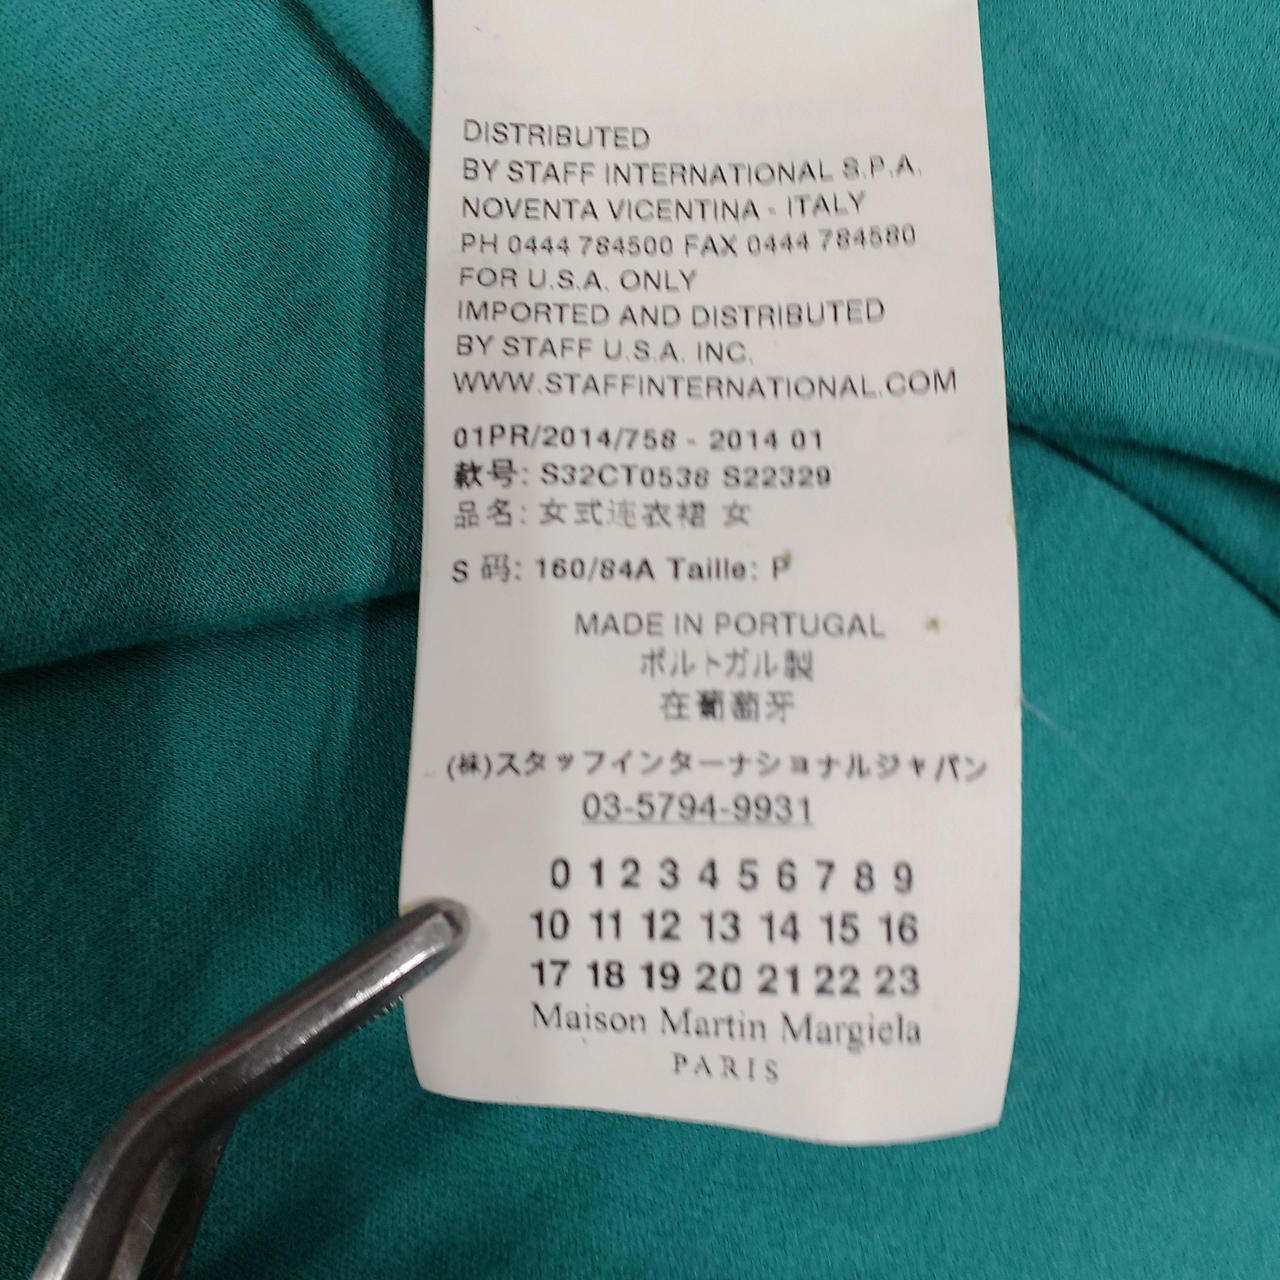 DISTRIBUTED
BY STAFF INTERNATIONAL S.P.A.
NOVENTA VICENTINA - ITALY
PH 0444 784500 FAX 0444 784580
FOR U.S.A. ONLY
IMPORTED AND DISTRIBUTED
BY STAFF U.S.A. INC.
WWW.STAFFINTERNATIONAL.COM
01PR/2014/758 - 2014 01
款号: S32CT0538 S22329
品名: 女式连衣裙 女
S 码: 160/84A Taille: P
MADE IN PORTUGAL
ポルトガル製
在葡萄牙
(株)スタッフインターナショナルジャパン
03-5794-9931
0 1 2 3 4 5 6 7 8 9
10 11 12 13 14 15 16
17 18 19 20 21 22 23
Maison Martin Margiela
PARIS